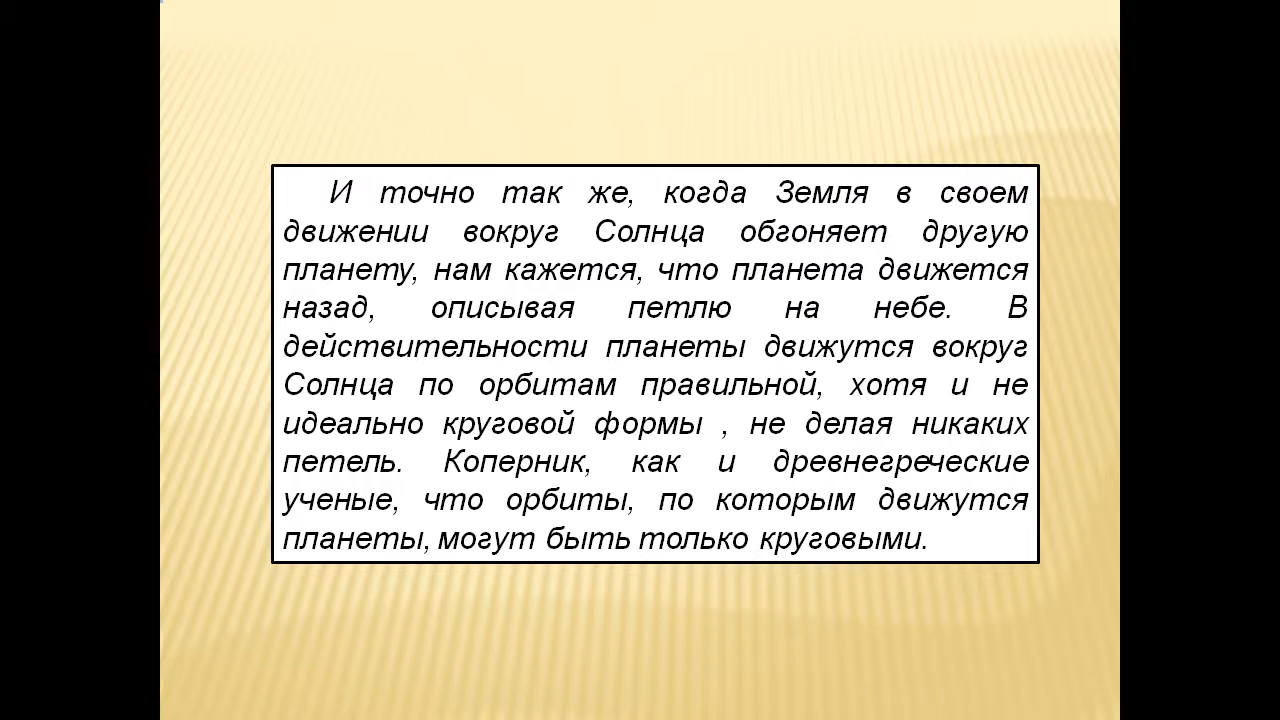 И точно так же, когда Земля в своем
движении вокруг Солнца обгоняет другую
планету, нам кажется, что планета движется
назад, описывая петлю на небе. В
действительности планеты движутся вокруг
Солнца по орбитам правильной, хотя и не
идеально круговой формы , не делая никаких
петель. Коперник, как и древнегреческие
ученые, что орбиты, по которым движутся
планеты, могут быть только круговыми.